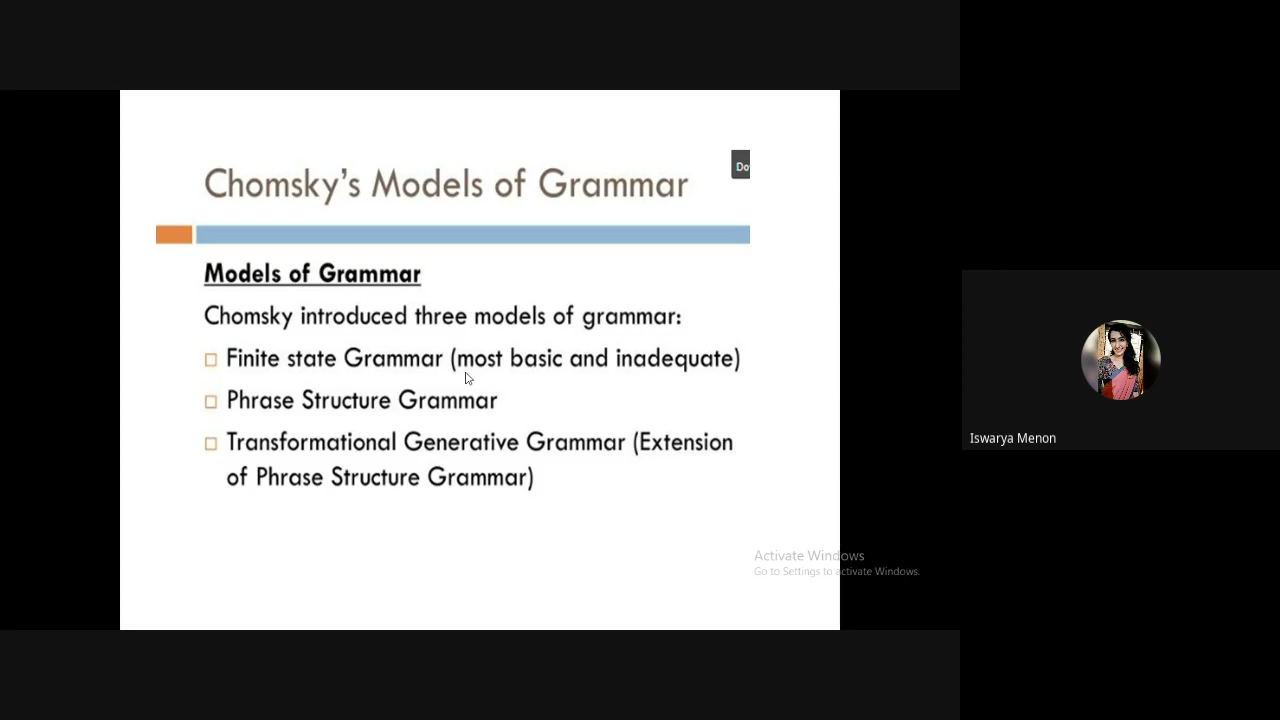 Chomsky's Models of Grammar
Do
Models of Grammar
Chomsky introduced three models of grammar:
Finite state Grammar (most basic and inadequate)
Phrase Structure Grammar
Transformational Generative Grammar (Extension
of Phrase Structure Grammar)
Iswarya Menon
Activate Windows
Go to Settings to activate Windows.